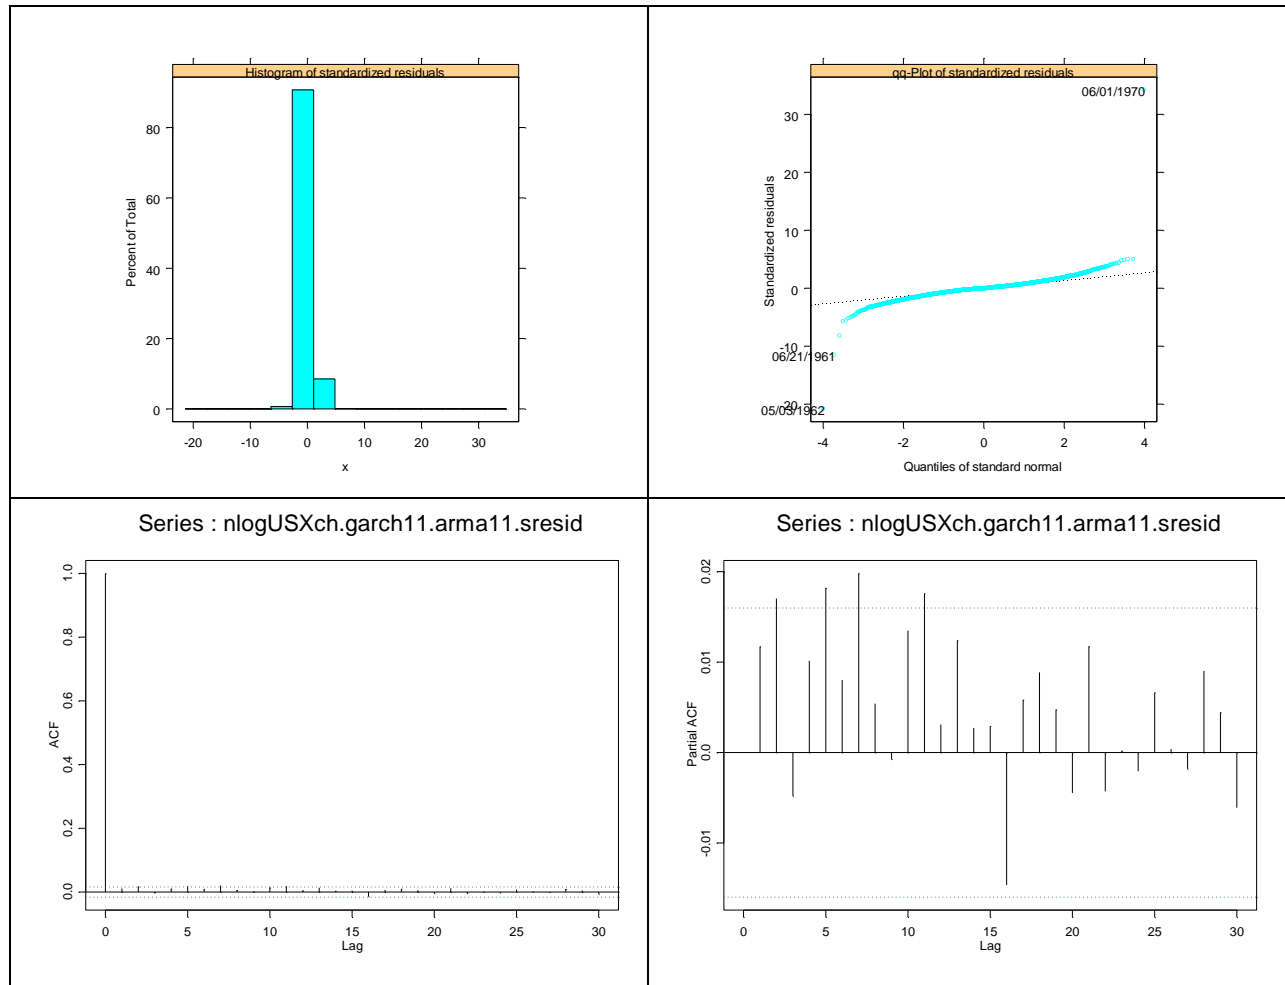 Histogram of standardized residuals
Percent of Total
80
60
40
20
0
-20 -10 0 10 20 30
x
qq-Plot of standardized residuals
06/01/1970
Standardized residuals
30
20
10
0
-10
06/21/1961
-20
05/03/1962
-4 -2 0 2 4
Quantiles of standard normal
Series : nlogUSXch.garch11.arma11.sresid
ACF
1.0
0.8
0.6
0.4
0.2
0.0
0 5 10 15 20 25 30
Lag
Series : nlogUSXch.garch11.arma11.sresid
Partial ACF
0.02
0.01
0.0
-0.01
0 5 10 15 20 25 30
Lag